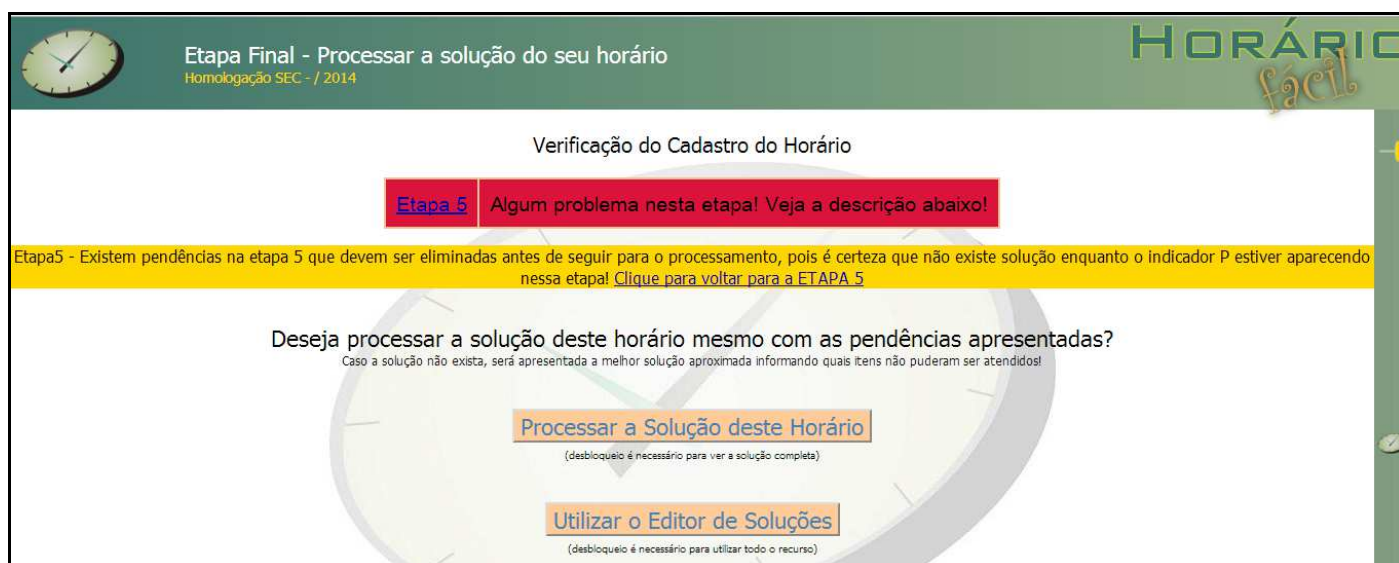 Etapa Final - Processar a solução do seu horário
Homologação SEC - / 2014
HORÁRIO
fácil
Verificação do Cadastro do Horário
Etapa 5 Algum problema nesta etapa! Veja a descrição abaixo!
Etapa5 - Existem pendências na etapa 5 que devem ser eliminadas antes de seguir para o processamento, pois é certeza que não existe solução enquanto o indicador P estiver aparecendo
nessa etapa! Clique para voltar para a ETAPA 5
Deseja processar a solução deste horário mesmo com as pendências apresentadas?
Caso a solução não exista, será apresentada a melhor solução aproximada informando quais itens não puderam ser atendidos!
Processar a Solução deste Horário
(desbloqueio é necessário para ver a solução completa)
Utilizar o Editor de Soluções
(desbloqueio é necessário para utilizar todo o recurso)